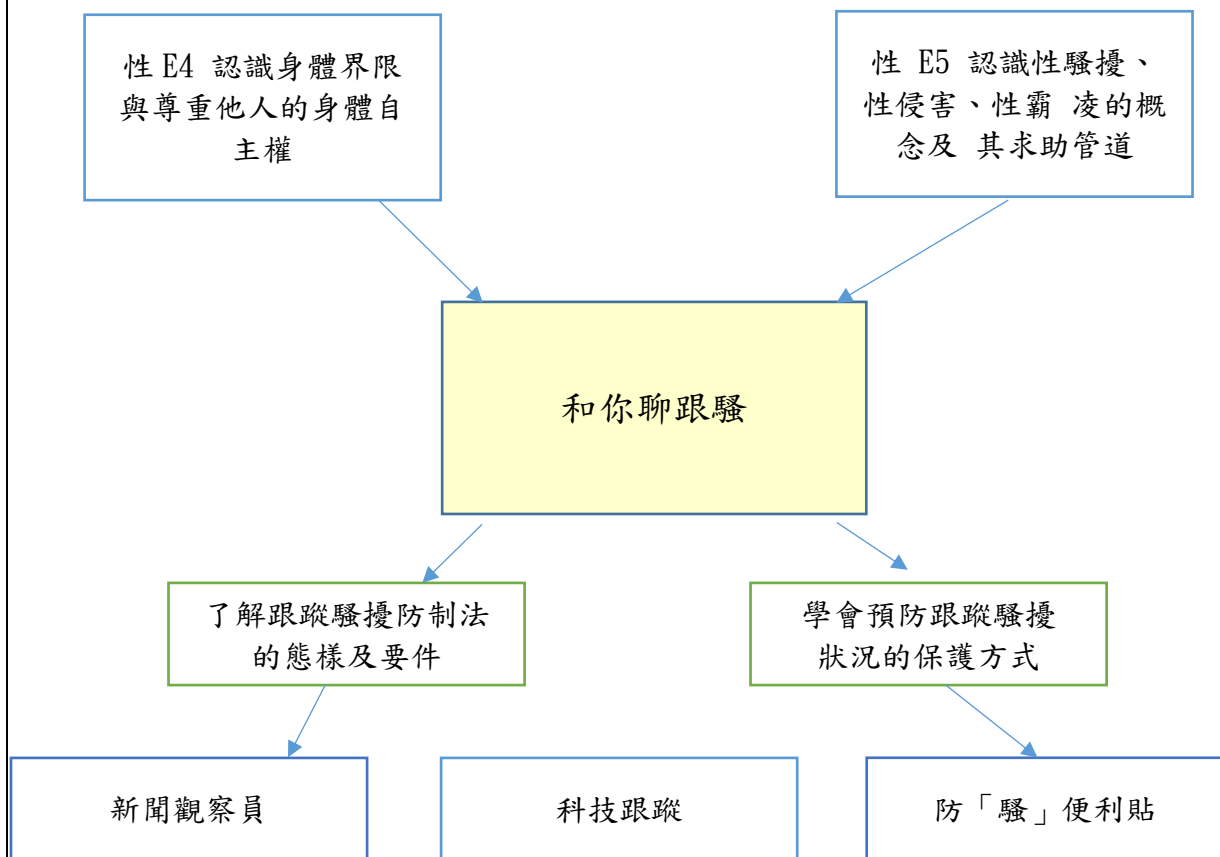 性 E4 認識身體界限
與尊重他人的身體自
主權
性 E5 認識性騷擾、
性侵害、性霸 凌的概
念及 其求助管道
和你聊跟騷
了解跟蹤騷擾防制法
的態樣及要件
學會預防跟蹤騷擾
狀況的保護方式
新聞觀察員
科技跟蹤
防「騷」便利貼